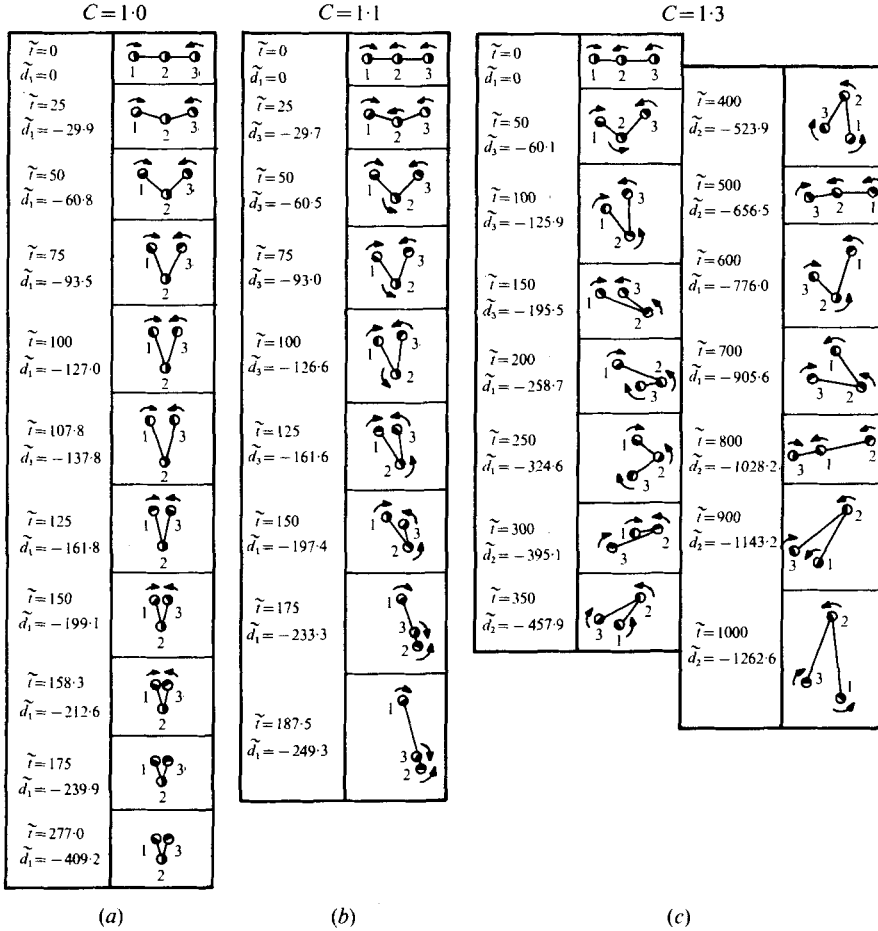 C=1·0
t̃=0
d̃₁=0
1 2 3
t̃=25
d̃₁=−29·9
1 2 3
t̃=50
d̃₁=−60·8
1 3
2
t̃=75
d̃₁=−93·5
1 3
2
t̃=100
d̃₁=−127·0
1 3
2
t̃=107·8
d̃₁=−137·8
1 3
2
t̃=125
d̃₁=−161·8
1 3
2
t̃=150
d̃₁=−199·1
1 3
2
t̃=158·3
d̃₁=−212·6
1 3
2
t̃=175
d̃₁=−239·9
1 3
2
t̃=277·0
d̃₁=−409·2
1 3
2
(a)
C=1·1
t̃=0
d̃₁=0
1 2 3
t̃=25
d̃₃=−29·7
1 2 3
t̃=50
d̃₃=−60·5
1 3
2
t̃=75
d̃₃=−93·0
1 3
2
t̃=100
d̃₃=−126·6
1 3
2
t̃=125
d̃₃=−161·6
1 3
2
t̃=150
d̃₁=−197·4
1 3
2
t̃=175
d̃₁=−233·3
1
3
2
t̃=187·5
d̃₁=−249·3
1
3
2
(b)
C=1·3
t̃=0
d̃₁=0
1 2 3
t̃=50
d̃₃=−60·1
1 2 3
t̃=100
d̃₃=−125·9
3
1
2
t̃=150
d̃₃=−195·5
1 3
2
t̃=200
d̃₁=−258·7
1 2
3
t̃=250
d̃₁=−324·6
1
2
3
t̃=300
d̃₂=−395·1
1 2
3
t̃=350
d̃₂=−457·9
2
3 1
t̃=400
d̃₂=−523·9
2
3 1
t̃=500
d̃₂=−656·5
3 2 1
t̃=600
d̃₁=−776·0
1
3
2
t̃=700
d̃₁=−905·6
1
3 2
t̃=800
d̃₂=−1028·2
3 1 2
t̃=900
d̃₂=−1143·2
2
3 1
t̃=1000
d̃₂=−1262·6
2
3 1
(c)